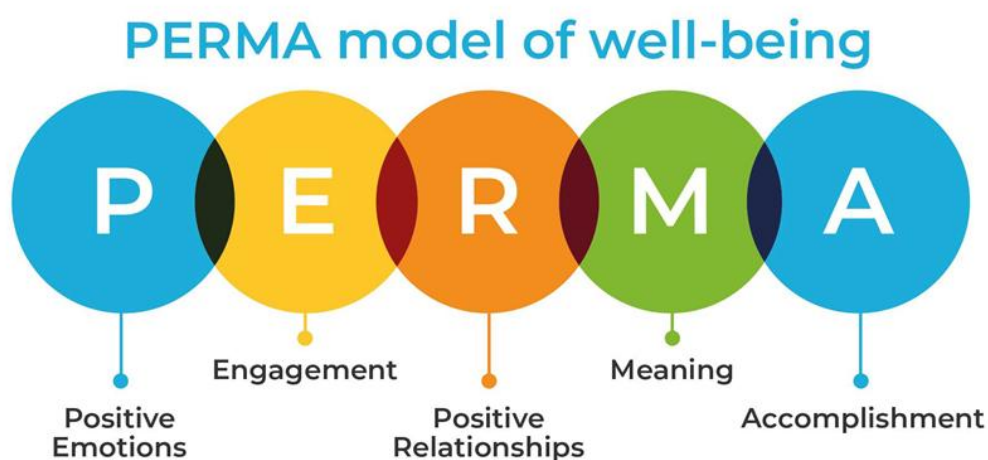 PERMA model of well-being
P E R M A
Engagement
Meaning
Positive
Emotions
Positive
Relationships
Accomplishment